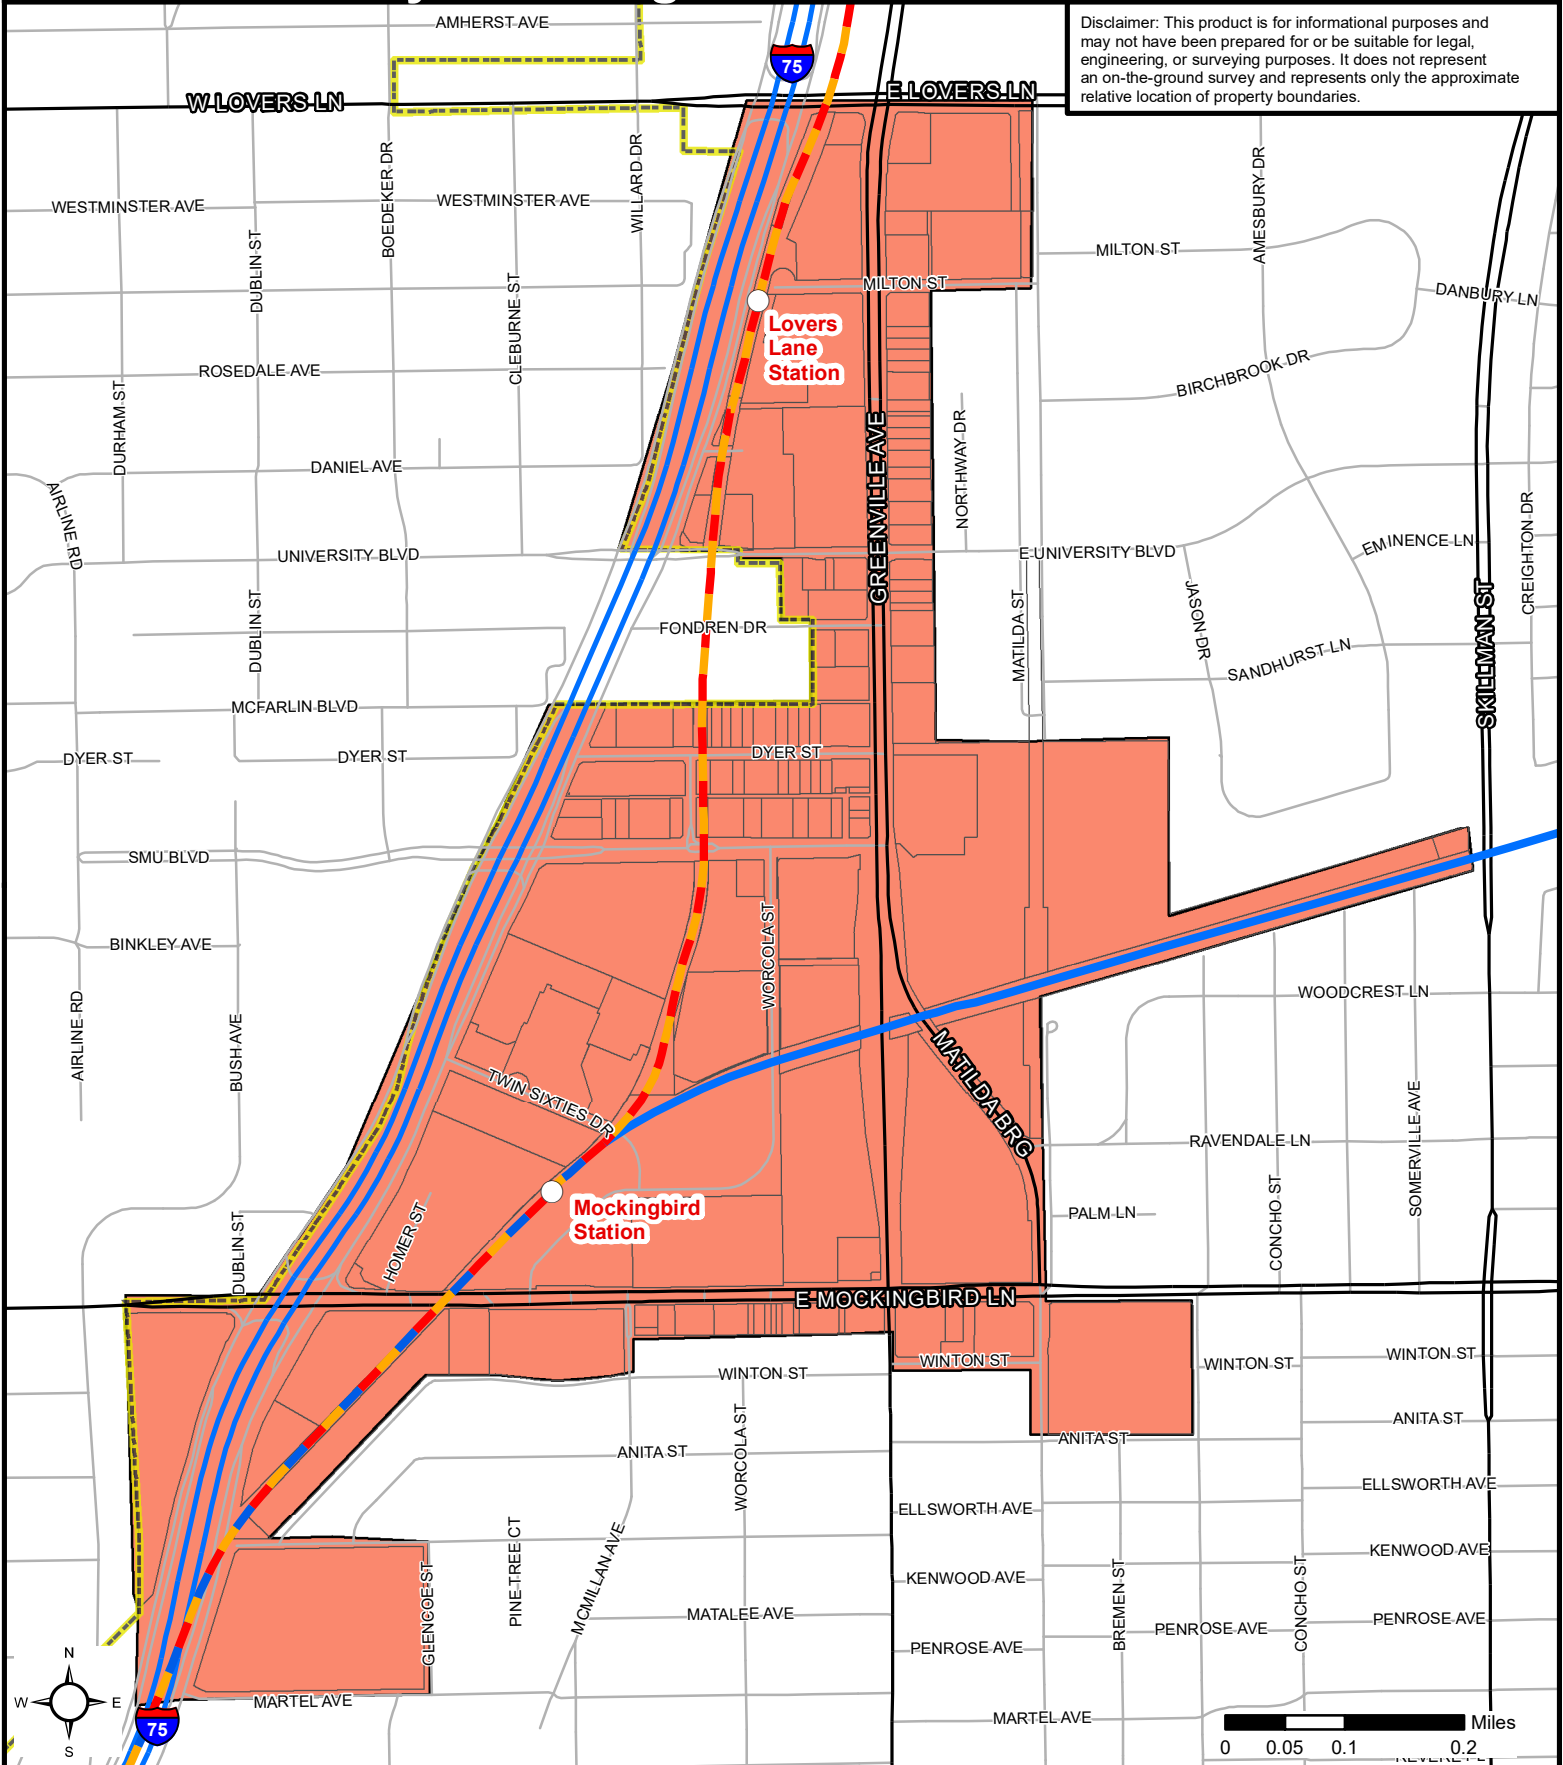 AMHERST AVE
Disclaimer: This product is for informational purposes and
may not have been prepared for or be suitable for legal,
engineering, or surveying purposes. It does not represent
an on-the-ground survey and represents only the approximate
relative location of property boundaries.
75
W LOVERS LN
E LOVERS LN
WESTMINSTER AVE
WESTMINSTER AVE
BOEDEKER DR
WILLARD DR
AMESBURY DR
DUBLIN ST
CLEBURNE ST
MILTON ST
MILTON ST
DANBURY LN
Lovers
Lane
Station
ROSEDALE AVE
BIRCHBROOK DR
DURHAM ST
GREENVILLE AVE
NORTHWAY DR
DANIEL AVE
AIRLINE RD
UNIVERSITY BLVD
E UNIVERSITY BLVD
EMINENCE LN
CREIGHTON DR
DUBLIN ST
FONDREN DR
MATILDA ST
JASON DR
SANDHURST LN
SKILLMAN ST
MCFARLIN BLVD
DYER ST
DYER ST
DYER ST
SMU BLVD
BINKLEY AVE
WORCOLA ST
WOODCREST LN
AIRLINE RD
BUSH AVE
TWIN SIXTIES DR
MATILDA BRG
RAVENDALE LN
SOMERVILLE AVE
Mockingbird
Station
PALM LN
CONCHO ST
DUBLIN ST
HOMER ST
E MOCKINGBIRD LN
WINTON ST
WINTON ST
WINTON ST
WINTON ST
ANITA ST
ANITA ST
ANITA ST
WORCOLA ST
ELLSWORTH AVE
ELLSWORTH AVE
PINETREE CT
MCMILLAN AVE
KENWOOD AVE
KENWOOD AVE
GLENCOE ST
MATALEE AVE
BREMEN ST
PENROSE AVE
CONCHO ST
PENROSE AVE
PENROSE AVE
MARTEL AVE
MARTEL AVE
N
W
E
S
75
Miles
0
0.05
0.1
0.2